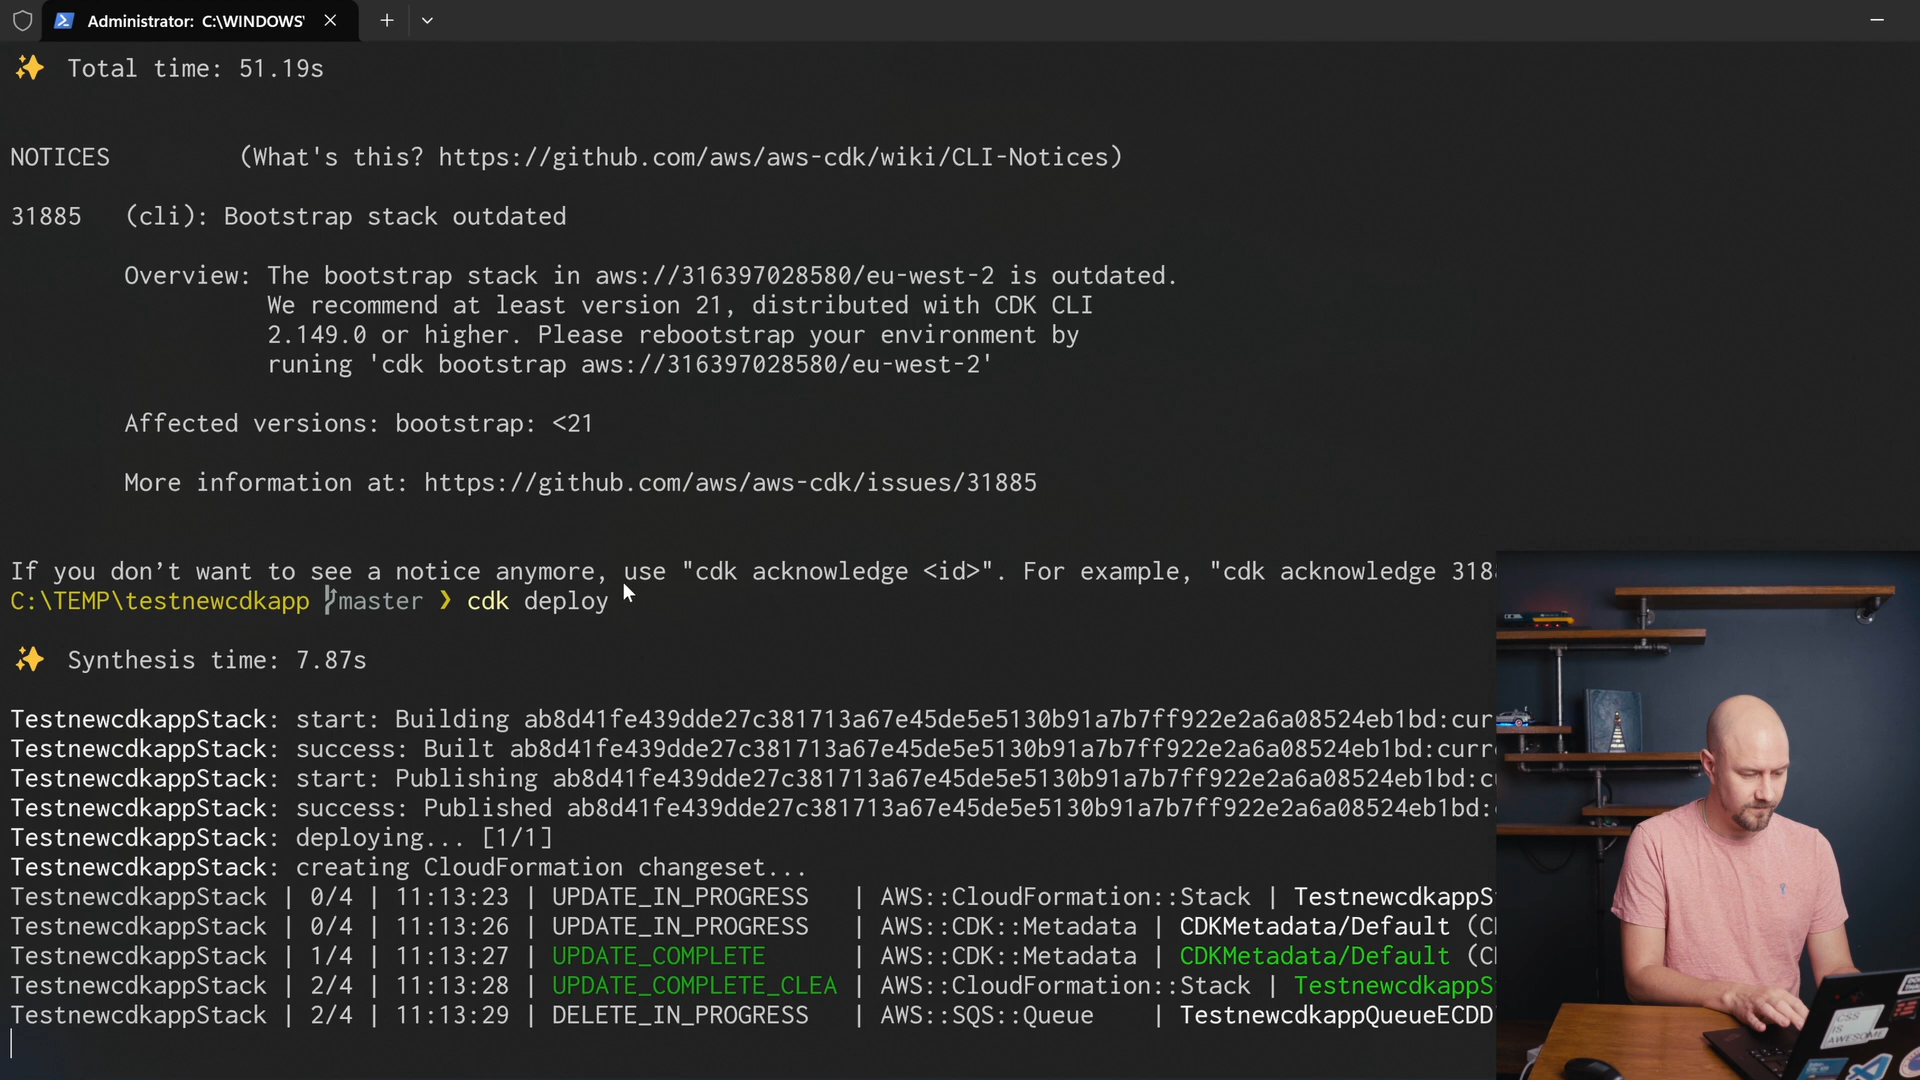 Administrator: C:\WINDOWS'
Total time: 51.19s
NOTICES (What's this? https://github.com/aws/aws-cdk/wiki/CLI-Notices)
31885 (cli): Bootstrap stack outdated
Overview: The bootstrap stack in aws://316397028580/eu-west-2 is outdated.
We recommend at least version 21, distributed with CDK CLI
2.149.0 or higher. Please rebootstrap your environment by
runing 'cdk bootstrap aws://316397028580/eu-west-2'
Affected versions: bootstrap: <21
More information at: https://github.com/aws/aws-cdk/issues/31885
If you don’t want to see a notice anymore, use "cdk acknowledge <id>". For example, "cdk acknowledge 318
C:\TEMP\testnewcdkapp master ❯ cdk deploy
Synthesis time: 7.87s
TestnewcdkappStack: start: Building ab8d41fe439dde27c381713a67e45de5e5130b91a7b7ff922e2a6a08524eb1bd:cur
TestnewcdkappStack: success: Built ab8d41fe439dde27c381713a67e45de5e5130b91a7b7ff922e2a6a08524eb1bd:curr
TestnewcdkappStack: start: Publishing ab8d41fe439dde27c381713a67e45de5e5130b91a7b7ff922e2a6a08524eb1bd:c
TestnewcdkappStack: success: Published ab8d41fe439dde27c381713a67e45de5e5130b91a7b7ff922e2a6a08524eb1bd:
TestnewcdkappStack: deploying... [1/1]
TestnewcdkappStack: creating CloudFormation changeset...
TestnewcdkappStack | 0/4 | 11:13:23 | UPDATE_IN_PROGRESS | AWS::CloudFormation::Stack | TestnewcdkappS
TestnewcdkappStack | 0/4 | 11:13:26 | UPDATE_IN_PROGRESS | AWS::CDK::Metadata | CDKMetadata/Default (C
TestnewcdkappStack | 1/4 | 11:13:27 | UPDATE_COMPLETE | AWS::CDK::Metadata | CDKMetadata/Default (C
TestnewcdkappStack | 2/4 | 11:13:28 | UPDATE_COMPLETE_CLEA | AWS::CloudFormation::Stack | TestnewcdkappS
TestnewcdkappStack | 2/4 | 11:13:29 | DELETE_IN_PROGRESS | AWS::SQS::Queue | TestnewcdkappQueueECDD
CSS
IS
AWESOME